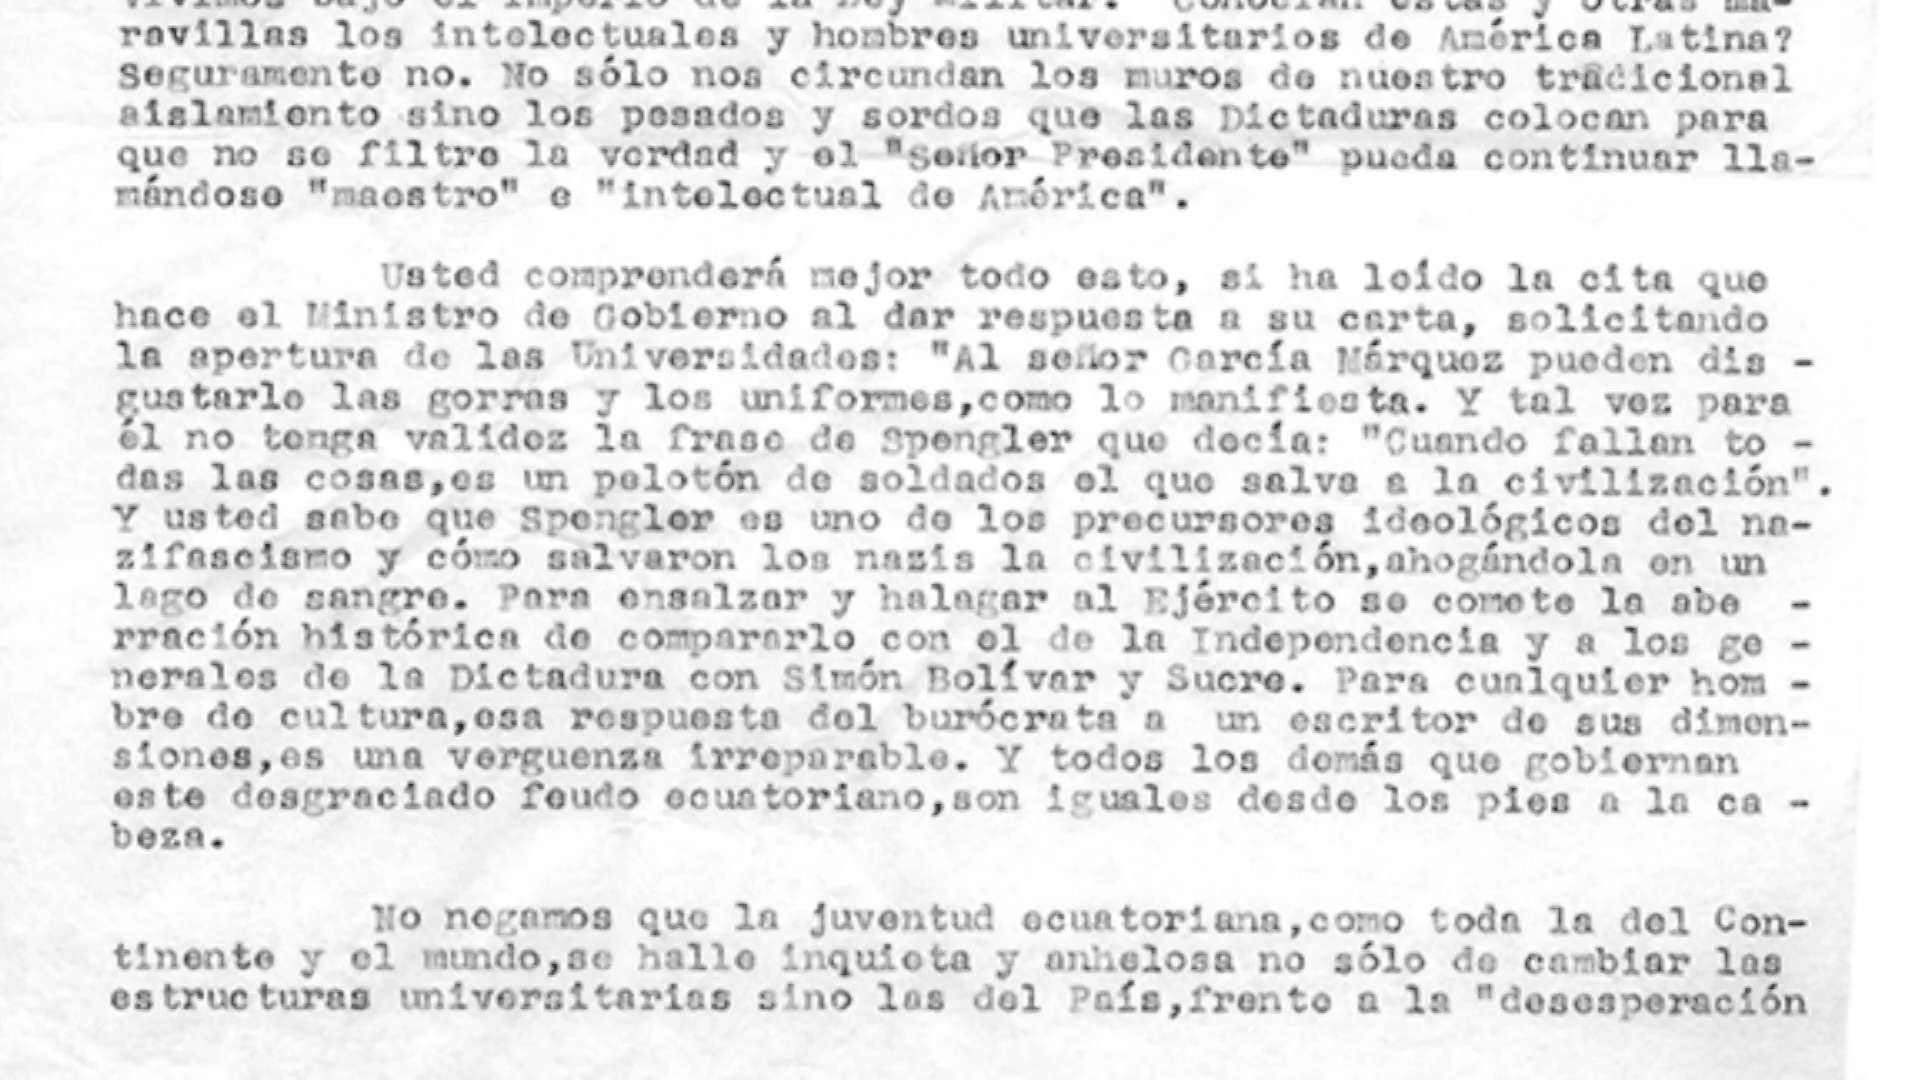 vivimos bajo el imperio de la Ley Militar. Conocían estas y otras ma-
ravillas los intelectuales y hombres universitarios de América Latina?
Seguramente no. No sólo nos circundan los muros de nuestro tradicional
aislamiento sino los pesados y sordos que las Dictaduras colocan para
que no se filtre la verdad y el "Señor Presidente" pueda continuar lla-
mándose "maestro" e "intelectual de América".
Usted comprenderá mejor todo esto, si ha leído la cita que
hace el Ministro de Gobierno al dar respuesta a su carta, solicitando
la apertura de las Universidades: "Al señor García Márquez pueden dis -
gustarle las gorras y los uniformes,como lo manifiesta. Y tal vez para
él no tenga validez la frase de Spengler que decía: "Cuando fallan to -
das las cosas,es un pelotón de soldados el que salva a la civilización".
Y usted sabe que Spengler es uno de los precursores ideológicos del na-
zifascismo y cómo salvaron los nazis la civilización,ahogándola en un
lago de sangre. Para ensalzar y halagar al Ejército se comete la abe -
rración histórica de compararlo con el de la Independencia y a los ge -
nerales de la Dictadura con Simón Bolívar y Sucre. Para cualquier hom -
bre de cultura,esa respuesta del burócrata a un escritor de sus dimen-
siones,es una verguenza irreparable. Y todos los demás que gobiernan
este desgraciado feudo ecuatoriano,son iguales desde los pies a la ca -
beza.
No negamos que la juventud ecuatoriana,como toda la del Con-
tinente y el mundo,se halle inquieta y anhelosa no sólo de cambiar las
estructuras universitarias sino las del País,frente a la "desesperación